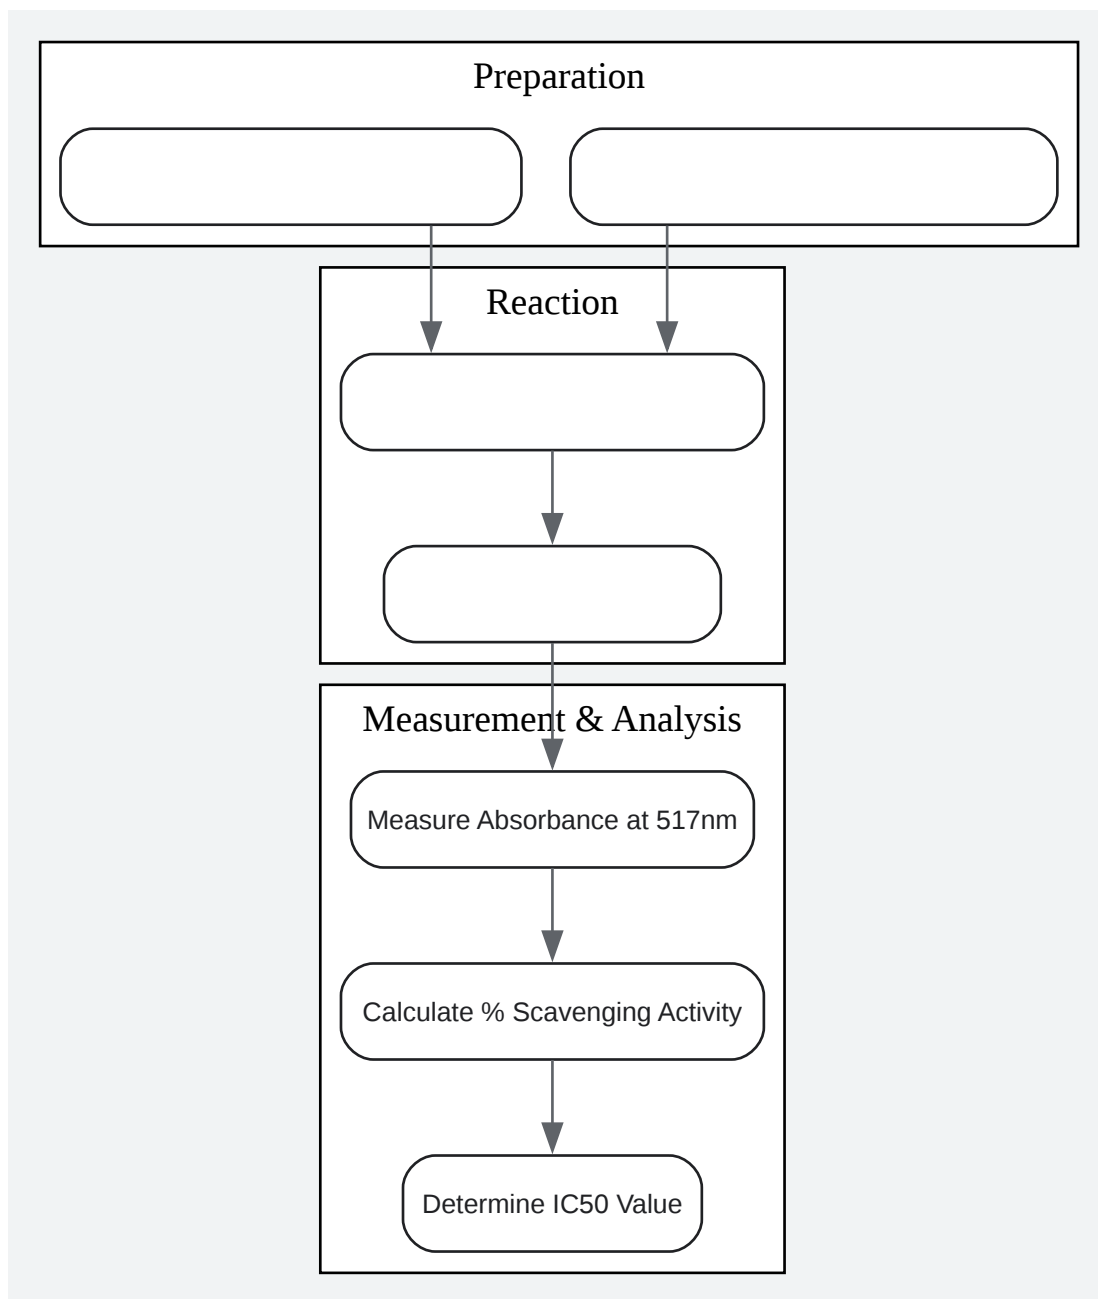 Preparation
Reaction
Measurement & Analysis
Measure Absorbance at 517nm
Calculate % Scavenging Activity
Determine IC50 Value